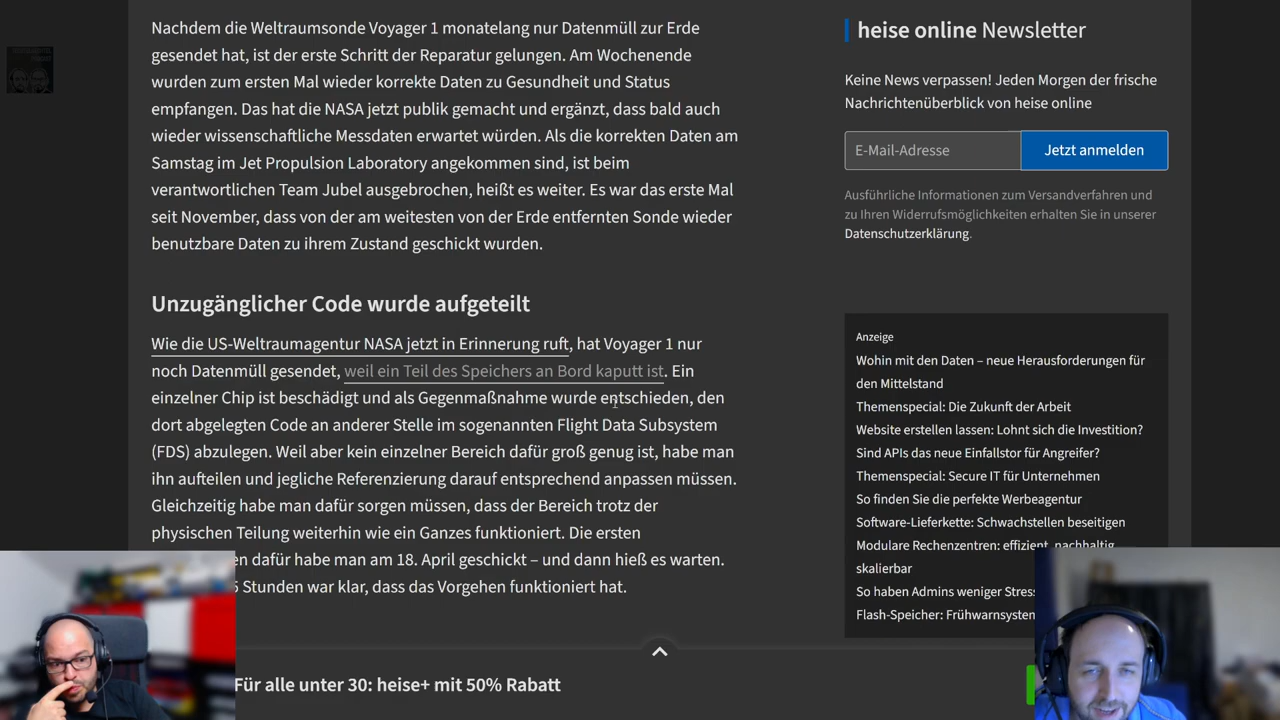 Nachdem die Weltraumsonde Voyager 1 monatelang nur Datenmüll zur Erde
gesendet hat, ist der erste Schritt der Reparatur gelungen. Am Wochenende
wurden zum ersten Mal wieder korrekte Daten zu Gesundheit und Status
empfangen. Das hat die NASA jetzt publik gemacht und ergänzt, dass bald auch
wieder wissenschaftliche Messdaten erwartet würden. Als die korrekten Daten am
Samstag im Jet Propulsion Laboratory angekommen sind, ist beim
verantwortlichen Team Jubel ausgebrochen, heißt es weiter. Es war das erste Mal
seit November, dass von der am weitesten von der Erde entfernten Sonde wieder
benutzbare Daten zu ihrem Zustand geschickt wurden.
Unzugänglicher Code wurde aufgeteilt
Wie die US-Weltraumagentur NASA jetzt in Erinnerung ruft, hat Voyager 1 nur
noch Datenmüll gesendet, weil ein Teil des Speichers an Bord kaputt ist. Ein
einzelner Chip ist beschädigt und als Gegenmaßnahme wurde entschieden, den
dort abgelegten Code an anderer Stelle im sogenannten Flight Data Subsystem
(FDS) abzulegen. Weil aber kein einzelner Bereich dafür groß genug ist, habe man
ihn aufteilen und jegliche Referenzierung darauf entsprechend anpassen müssen.
Gleichzeitig habe man dafür sorgen müssen, dass der Bereich trotz der
physischen Teilung weiterhin wie ein Ganzes funktioniert. Die ersten
en dafür habe man am 18. April geschickt – und dann hieß es warten.
5 Stunden war klar, dass das Vorgehen funktioniert hat.
heise online Newsletter
Keine News verpassen! Jeden Morgen der frische
Nachrichtenüberblick von heise online
E-Mail-Adresse
Jetzt anmelden
Ausführliche Informationen zum Versandverfahren und
zu Ihren Widerrufsmöglichkeiten erhalten Sie in unserer
Datenschutzerklärung.
Anzeige
Wohin mit den Daten – neue Herausforderungen für
den Mittelstand
Themenspecial: Die Zukunft der Arbeit
Website erstellen lassen: Lohnt sich die Investition?
Sind APIs das neue Einfallstor für Angreifer?
Themenspecial: Secure IT für Unternehmen
So finden Sie die perfekte Werbeagentur
Software-Lieferkette: Schwachstellen beseitigen
Modulare Rechenzentren: effizient, nachhaltig,
skalierbar
So haben Admins weniger Stress
Flash-Speicher: Frühwarnsystem
Für alle unter 30: heise+ mit 50% Rabatt